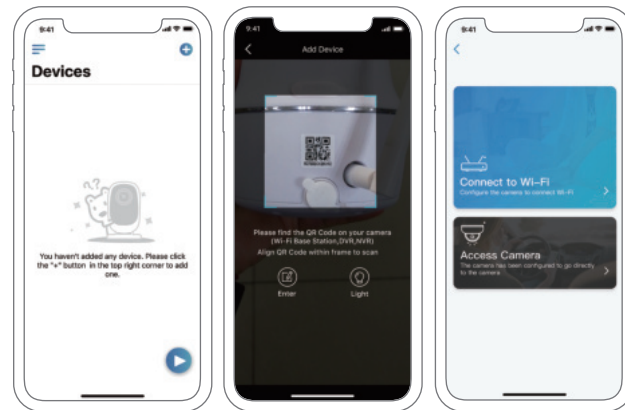 9:41
Devices
?
?
You haven't added any device. Please click
the "+" button in the top right corner to add
one.
9:41
Add Device
Please find the QR Code on your camera
(Wi-Fi Base Station,DVR,NVR)
Align QR Code within frame to scan
Enter
Light
9:41
Connect to Wi-Fi
Configure the camera to connect Wi-Fi
Access Camera
The camera has been configured to go directly
to the camera